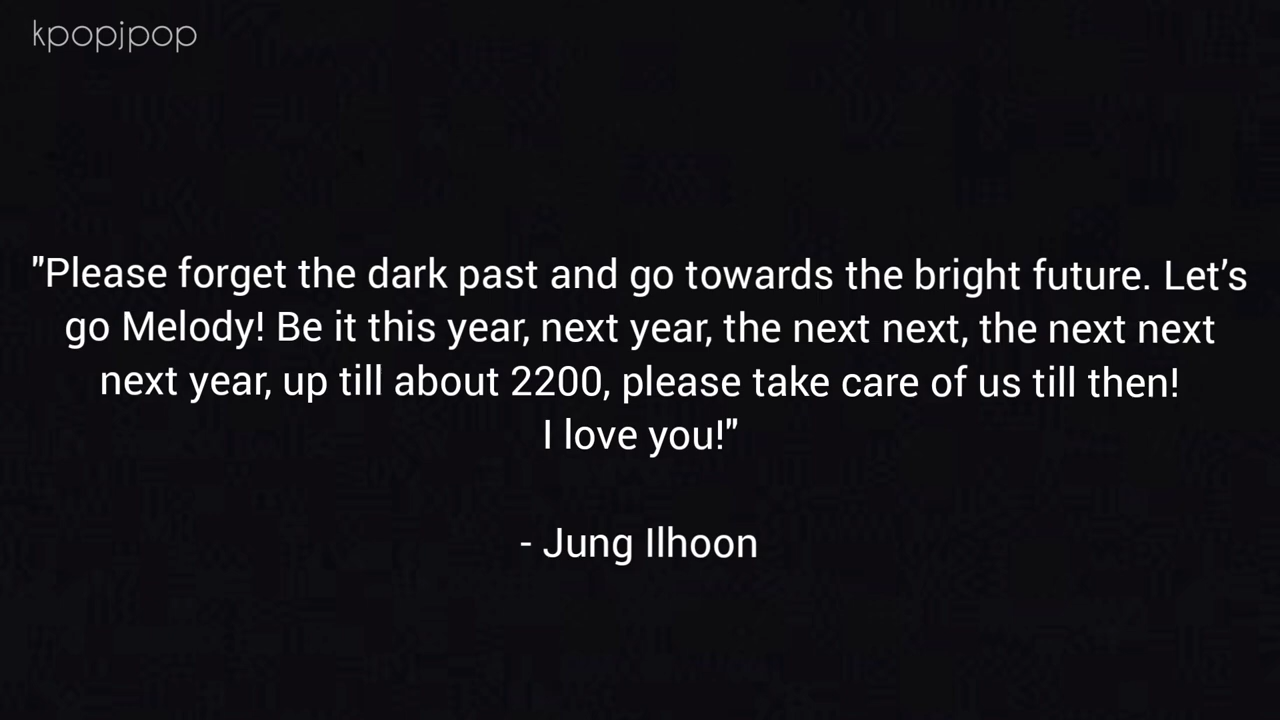 kpopjpop
"Please forget the dark past and go towards the bright future. Let's
go Melody! Be it this year, next year, the next next, the next next
next year, up till about 2200, please take care of us till then!
I love you!"
- Jung Ilhoon